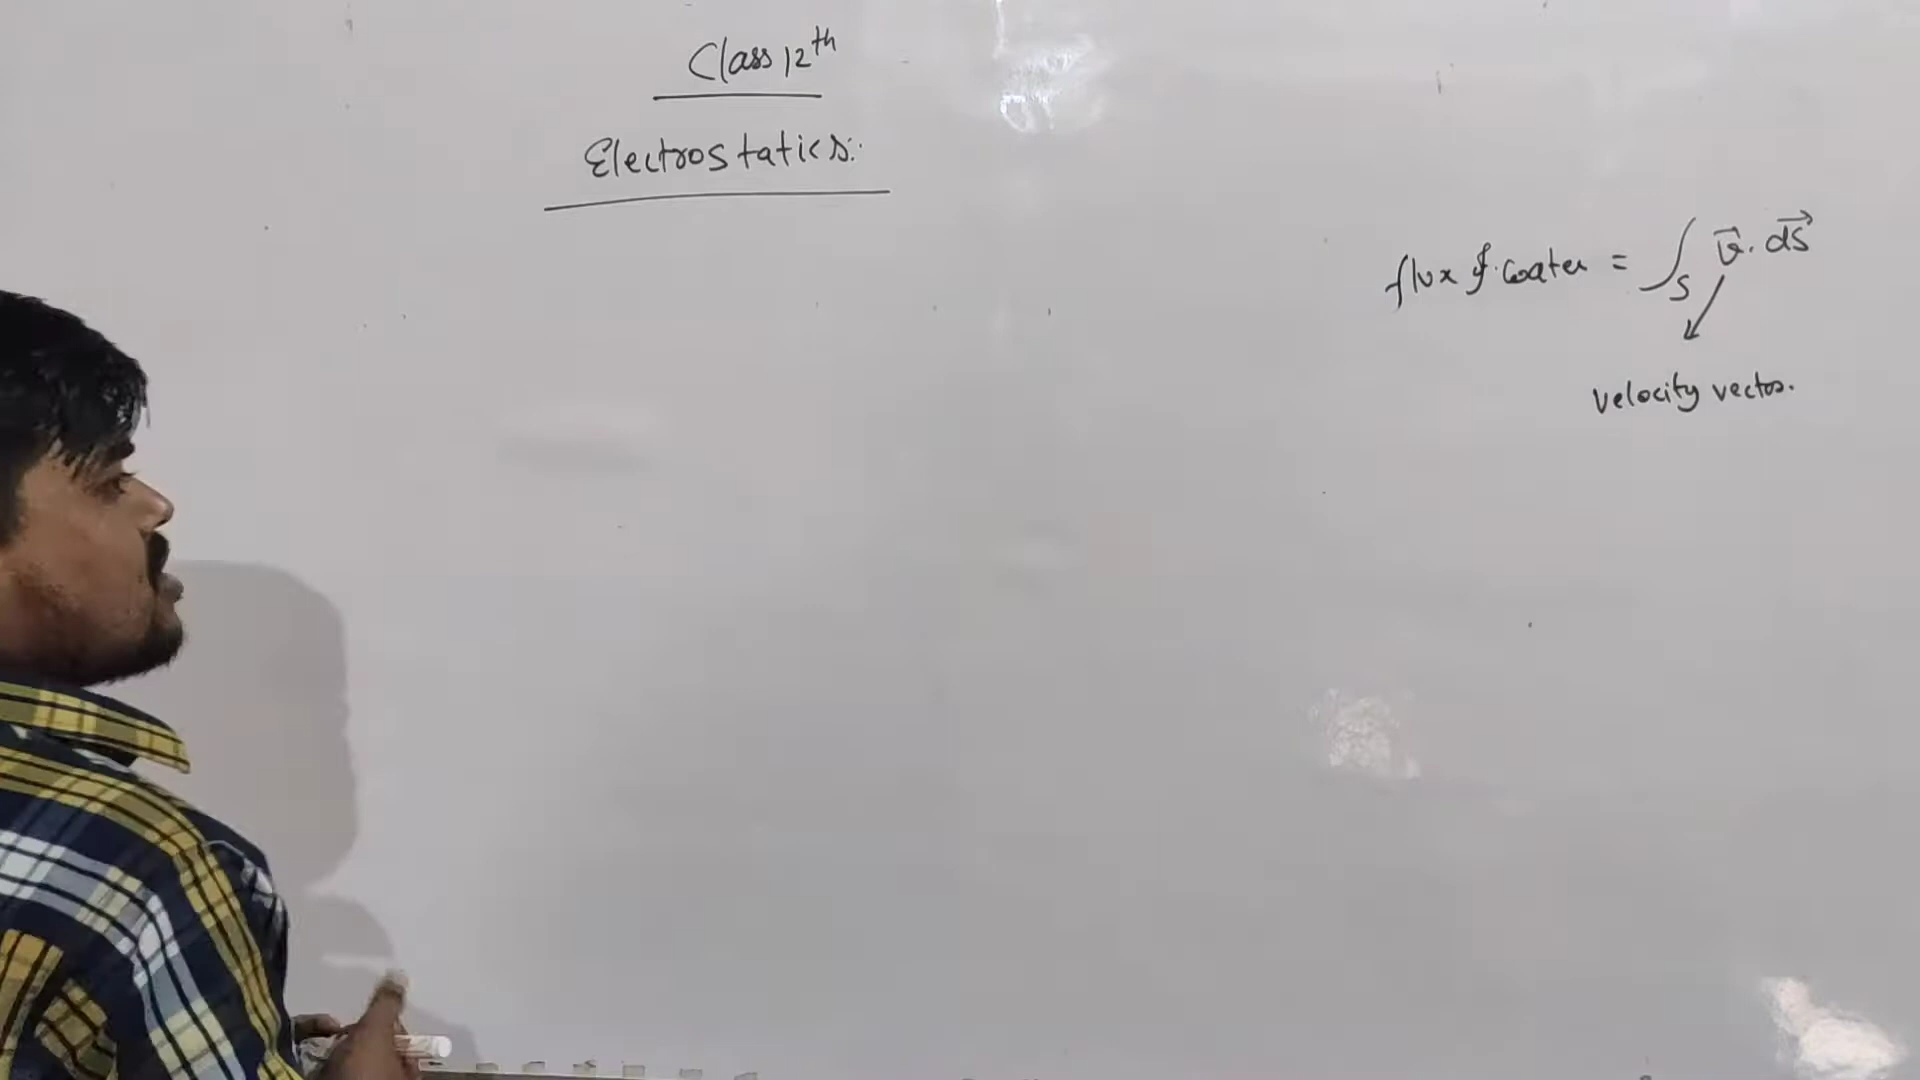 Class 12th
Electrostatics:
flux of water = ∫S v⃗. dS⃗
velocity vector.